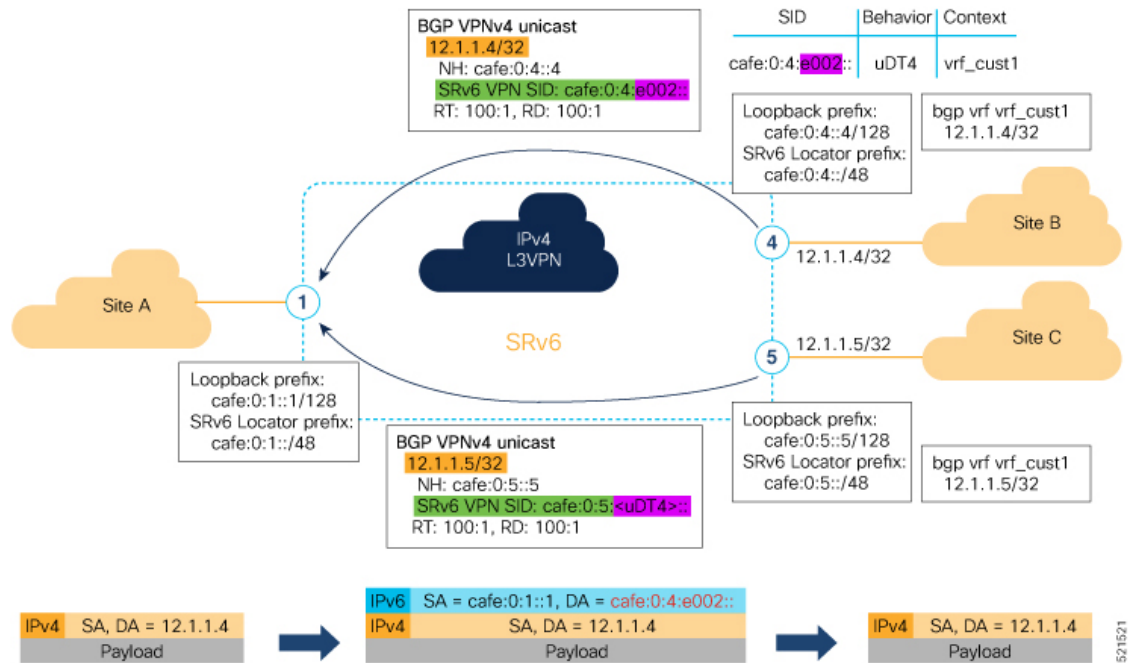 BGP VPNv4 unicast
12.1.1.4/32
NH: cafe:0:4::4
SRv6 VPN SID: cafe:0:4:e002::
RT: 100:1, RD: 100:1
SID Behavior Context
cafe:0:4:e002:: uDT4 vrf_cust1
Loopback prefix:
cafe:0:4::4/128
SRv6 Locator prefix:
cafe:0:4::/48
bgp vrf vrf_cust1
12.1.1.4/32
IPv4
L3VPN
Site A
1
4
12.1.1.4/32
Site B
SRv6
5
12.1.1.5/32
Site C
Loopback prefix:
cafe:0:1::1/128
SRv6 Locator prefix:
cafe:0:1::/48
BGP VPNv4 unicast
12.1.1.5/32
NH: cafe:0:5::5
SRv6 VPN SID: cafe:0:5:<uDT4>::
RT: 100:1, RD: 100:1
Loopback prefix:
cafe:0:5::5/128
SRv6 Locator prefix:
cafe:0:5::/48
bgp vrf vrf_cust1
12.1.1.5/32
IPv4 SA, DA = 12.1.1.4
Payload
IPv6 SA = cafe:0:1::1, DA = cafe:0:4:e002::
IPv4 SA, DA = 12.1.1.4
Payload
IPv4 SA, DA = 12.1.1.4
Payload
521521